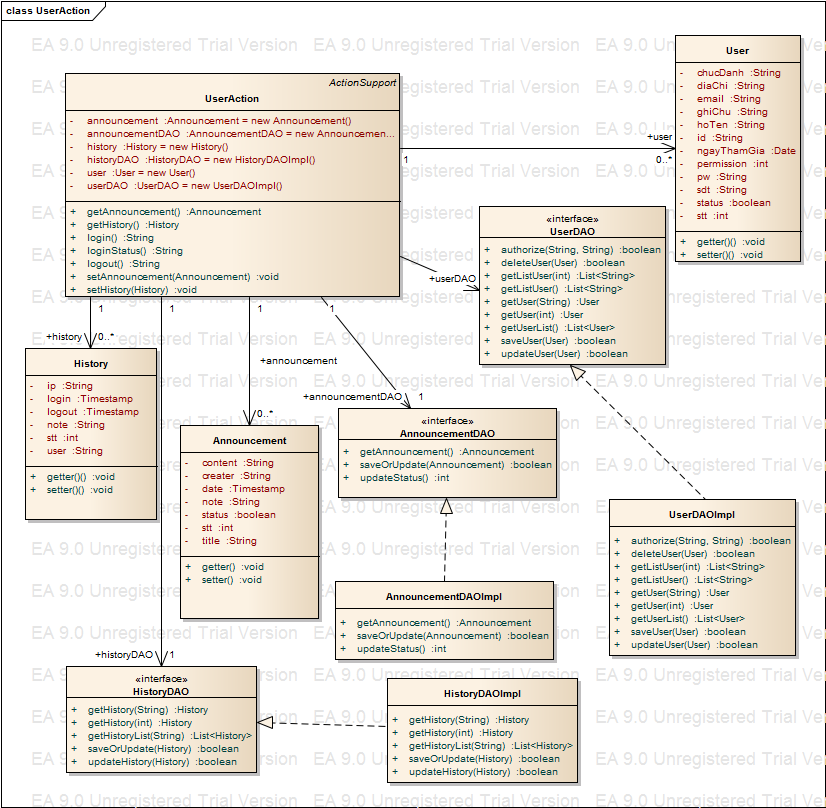 class UserAction
EA 9.0 Unregistered Trial Version EA 9.0 Unregistered Trial Version EA 9.0 Un
ActionSupport
UserAction
- announcement :Announcement = new Announcement()
- announcementDAO :AnnouncementDAO = new Announcemen...
- history :History = new History()
- historyDAO :HistoryDAO = new HistoryDAOImpl()
- user :User = new User()
- userDAO :UserDAO = new UserDAOImpl()
+ getAnnouncement() :Announcement
+ getHistory() :History
+ login() :String
+ loginStatus() :String
+ logout() :String
+ setAnnouncement(Announcement) :void
+ setHistory(History) :void
User
- chucDanh :String
- diaChi :String
- email :String
- ghiChu :String
- hoTen :String
- id :String
- ngayThamGia :Date
- permission :int
- pw :String
- sdt :String
- status :boolean
- stt :int
+ getter()() :void
+ setter()() :void
+user
1
0..*
«interface»
UserDAO
+ authorize(String, String) :boolean
+ deleteUser(User) :boolean
+ getListUser(int) :List<String>
+ getListUser() :List<String>
+ getUser(String) :User
+ getUser(int) :User
+ getUserList() :List<User>
+ saveUser(User) :boolean
+ updateUser(User) :boolean
+userDAO
1
1
1
1
+history
0..*
+announcement
0..*
+announcementDAO
1
History
- ip :String
- login :Timestamp
- logout :Timestamp
- note :String
- stt :int
- user :String
+ getter()() :void
+ setter()() :void
Announcement
- content :String
- creater :String
- date :Timestamp
- note :String
- status :boolean
- stt :int
- title :String
+ getter() :void
+ setter() :void
«interface»
AnnouncementDAO
+ getAnnouncement() :Announcement
+ saveOrUpdate(Announcement) :boolean
+ updateStatus() :int
UserDAOImpl
+ authorize(String, String) :boolean
+ deleteUser(User) :boolean
+ getListUser(int) :List<String>
+ getListUser() :List<String>
+ getUser(String) :User
+ getUser(int) :User
+ getUserList() :List<User>
+ saveUser(User) :boolean
+ updateUser(User) :boolean
AnnouncementDAOImpl
+ getAnnouncement() :Announcement
+ saveOrUpdate(Announcement) :boolean
+ updateStatus() :int
+historyDAO
1
«interface»
HistoryDAO
+ getHistory(String) :History
+ getHistory(int) :History
+ getHistoryList(String) :List<History>
+ saveOrUpdate(History) :boolean
+ updateHistory(History) :boolean
HistoryDAOImpl
+ getHistory(String) :History
+ getHistory(int) :History
+ getHistoryList(String) :List<History>
+ saveOrUpdate(History) :boolean
+ updateHistory(History) :boolean